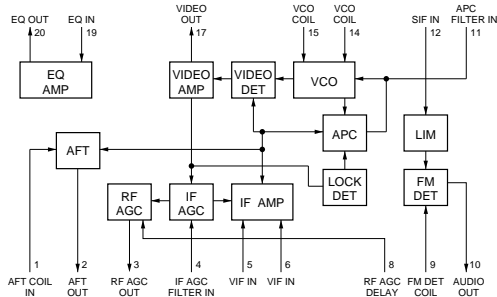 EQ OUT EQ IN VIDEO OUT VCO COIL VCO COIL SIF IN APC FILTER IN
20 19 17 15 14 12 11
EQ AMP
VIDEO AMP
VIDEO DET
VCO
AFT
APC
LIM
RF AGC
IF AGC
IF AMP
LOCK DET
FM DET
1 2 3 4 5 6 8 9 10
AFT COIL IN AFT OUT RF AGC OUT IF AGC FILTER IN VIF IN VIF IN RF AGC DELAY FM DET COIL AUDIO OUT